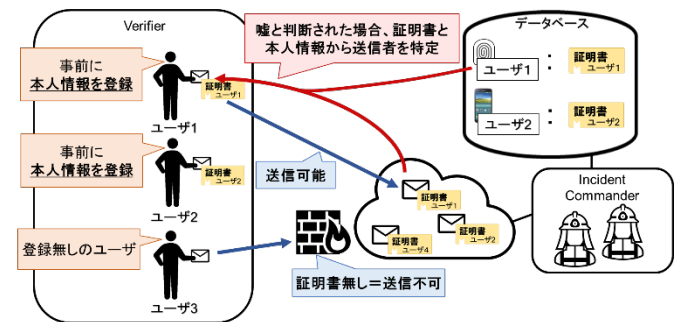 Verifier
嘘と判断された場合、証明書と
本人情報から送信者を特定
データベース
事前に
本人情報を登録
証明書
ユーザ1
ユーザ1
ユーザ1
：
証明書
ユーザ1
ユーザ2
：
証明書
ユーザ2
事前に
本人情報を登録
証明書
ユーザ2
ユーザ2
送信可能
証明書
ユーザ1
証明書
ユーザ2
証明書
ユーザ4
Incident
Commander
登録無しのユーザ
ユーザ3
証明書無し＝送信不可